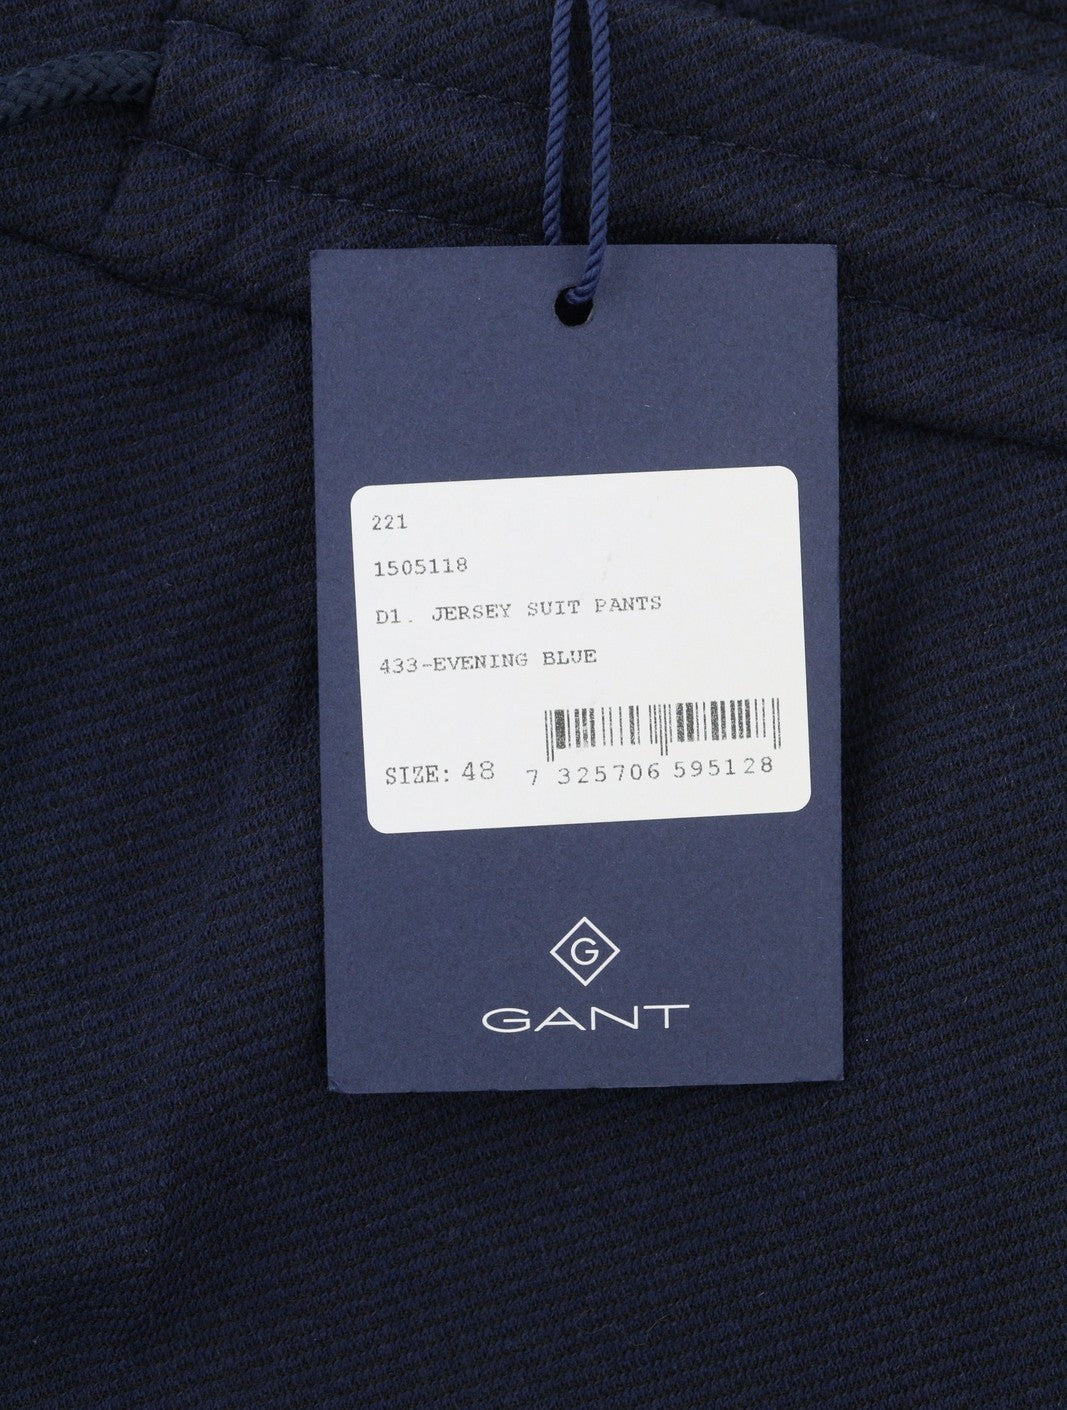 221
1505118
D1. JERSEY SUIT PANTS
433-EVENING BLUE
SIZE: 48
7 325706 595128
G
GANT